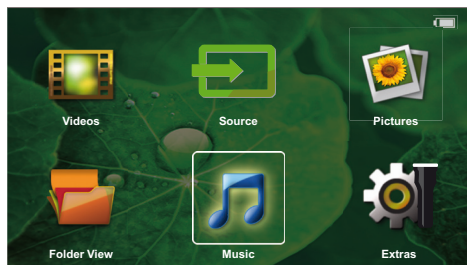 Videos
Source
Pictures
Folder View
Music
Extras